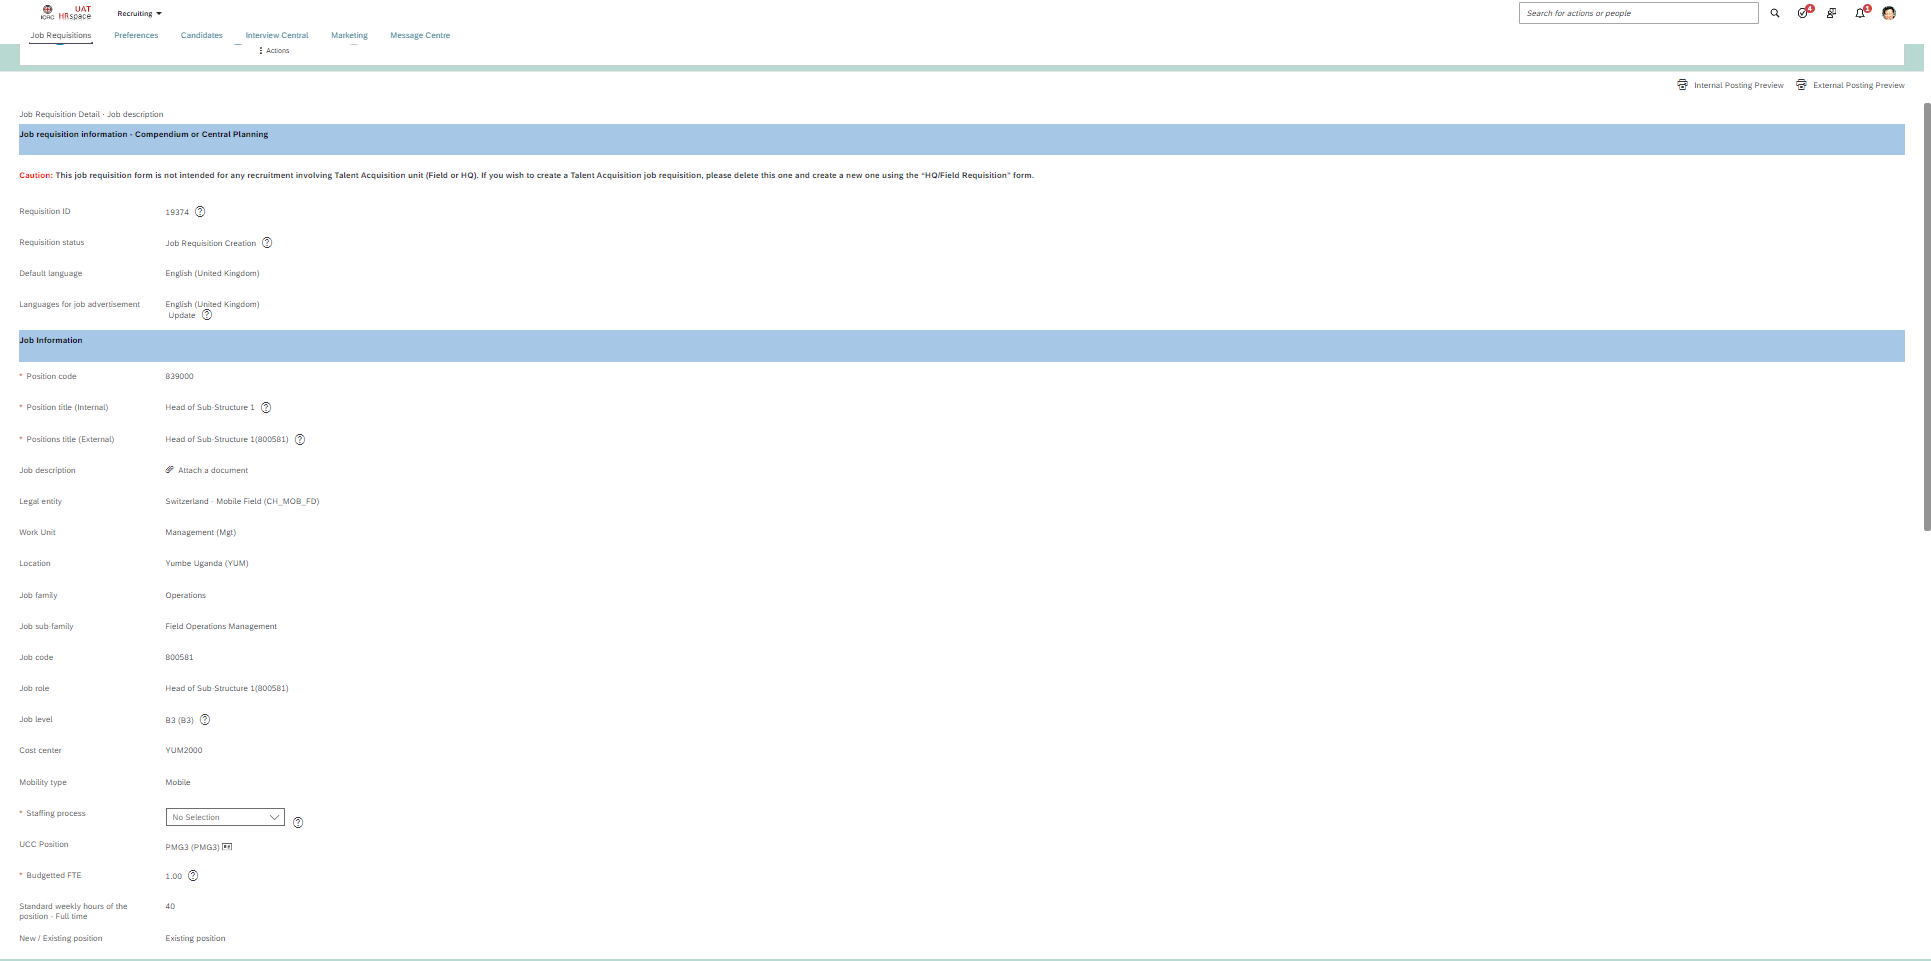 ICRC UAT HRspace Recruiting Search for actions or people 4 1
Job Requisitions Preferences Candidates Interview Central Marketing Message Centre
Actions
Internal Posting Preview External Posting Preview
Job Requisition Detail - Job description
Job requisition information - Compendium or Central Planning
Caution: This job requisition form is not intended for any recruitment involving Talent Acquisition unit (Field or HQ). If you wish to create a Talent Acquisition job requisition, please delete this one and create a new one using the "HQ/Field Requisition" form.
Requisition ID 19374 ?
Requisition status Job Requisition Creation ?
Default language English (United Kingdom)
Languages for job advertisement English (United Kingdom)
Update ?
Job Information
* Position code 839000
* Position title (Internal) Head of Sub-Structure 1 ?
* Positions title (External) Head of Sub-Structure 1(800581) ?
Job description Attach a document
Legal entity Switzerland - Mobile Field (CH_MOB_FD)
Work Unit Management (Mgt)
Location Yumbe Uganda (YUM)
Job family Operations
Job sub-family Field Operations Management
Job code 800581
Job role Head of Sub-Structure 1(800581)
Job level B3 (B3) ?
Cost center YUM2000
Mobility type Mobile
* Staffing process No Selection ?
UCC Position PMG3 (PMG3)
* Budgetted FTE 1.00 ?
Standard weekly hours of the 40
position - Full time
New / Existing position Existing position